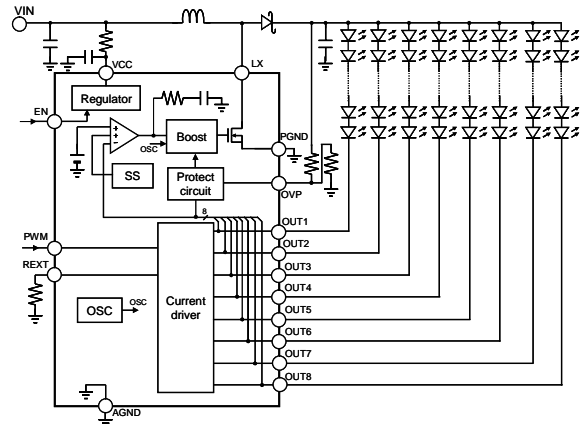 VIN
VCC
LX
Regulator
EN
+
+
-
OSC
Boost
PGND
SS
Protect
circuit
OVP
8
OUT1
PWM
OUT2
REXT
OUT3
Current
driver
OUT4
OSC
OSC
OUT5
OUT6
OUT7
OUT8
AGND